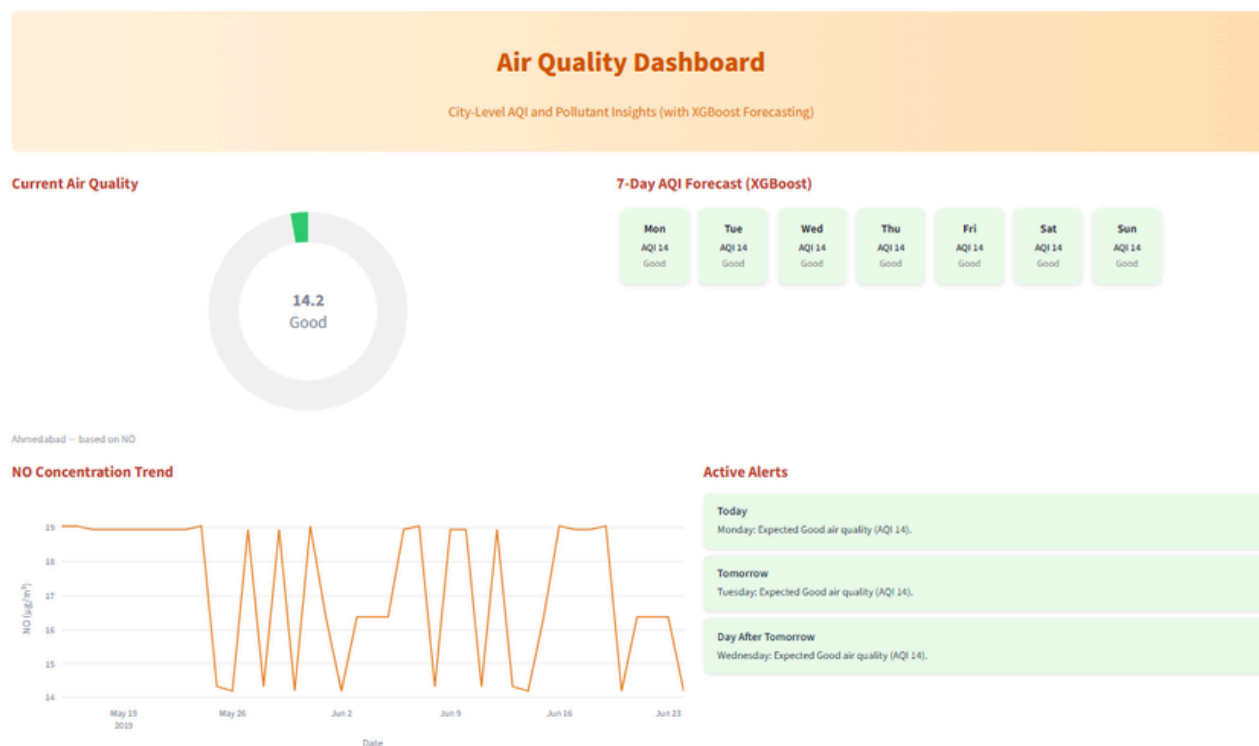 Air Quality Dashboard
City-Level AQI and Pollutant Insights (with XGBoost Forecasting)
Current Air Quality
14.2
Good
Ahmedabad — based on NO
7-Day AQI Forecast (XGBoost)
Mon Tue Wed Thu Fri Sat Sun
AQI 14 AQI 14 AQI 14 AQI 14 AQI 14 AQI 14 AQI 14
Good Good Good Good Good Good Good
NO Concentration Trend
NO (µg/m³)
19
18
17
16
15
14
May 19 May 26 Jun 2 Jun 9 Jun 16 Jun 23
2019
Date
Active Alerts
Today
Monday: Expected Good air quality (AQI 14).
Tomorrow
Tuesday: Expected Good air quality (AQI 14).
Day After Tomorrow
Wednesday: Expected Good air quality (AQI 14).